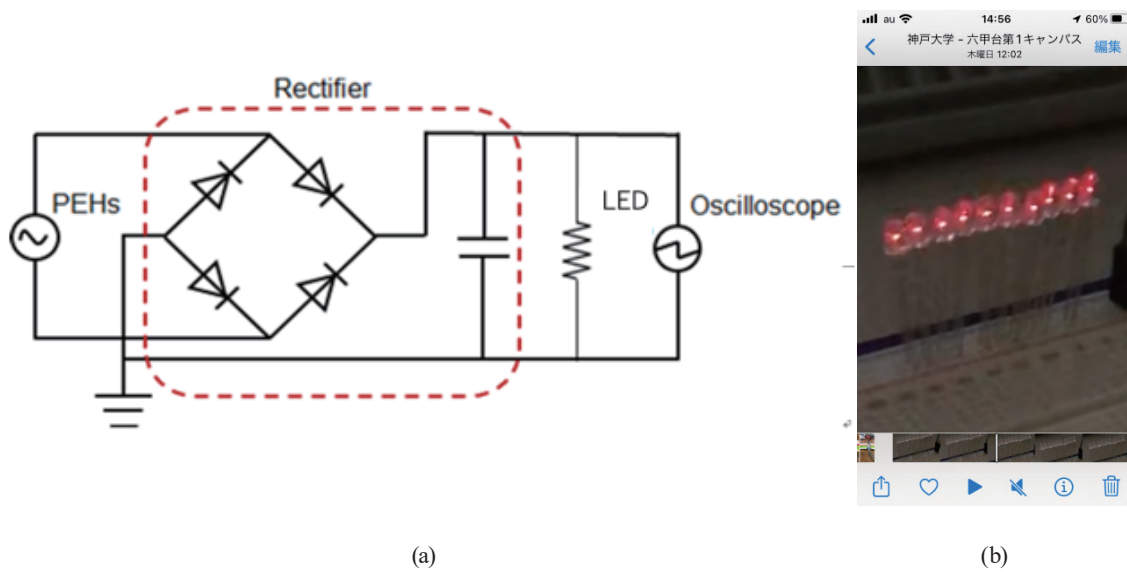 Rectifier
PEHs
LED
Oscilloscope
au
14:56
60%
神戸大学 - 六甲台第1キャンパス
木曜日 12:02
編集
(a)
(b)